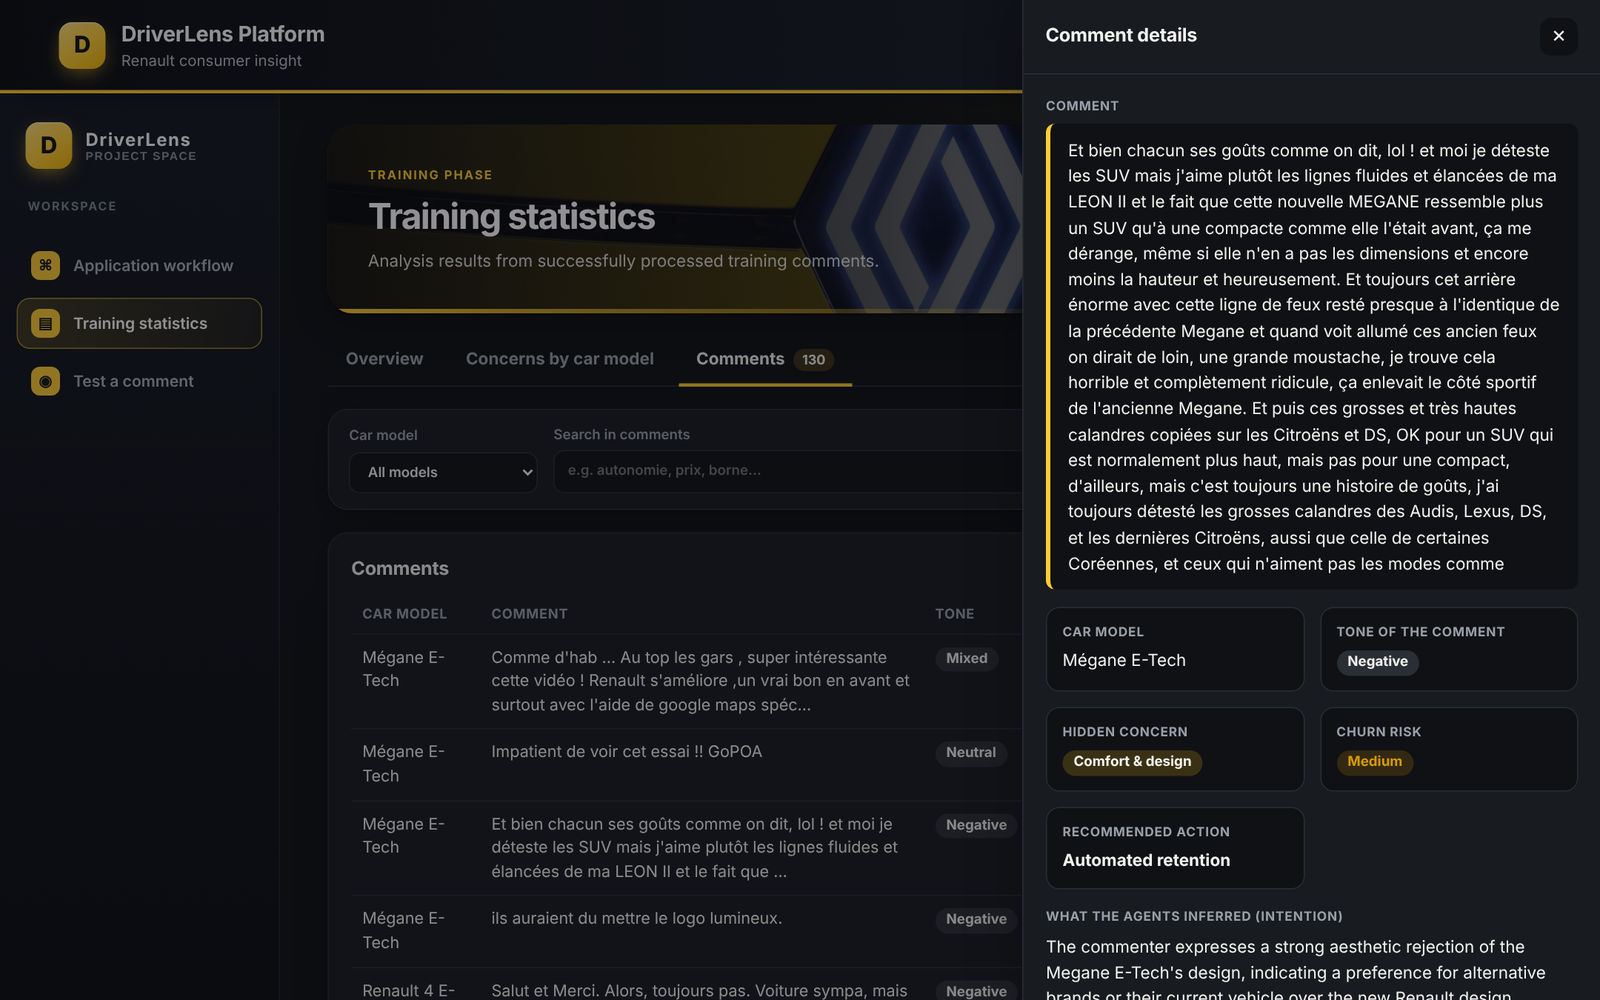 D
DriverLens Platform
Renault consumer insight
D
DriverLens
PROJECT SPACE
WORKSPACE
Application workflow
Training statistics
Test a comment
TRAINING PHASE
Training statistics
Analysis results from successfully processed training comments.
Overview
Concerns by car model
Comments 130
Car model
All models
Search in comments
e.g. autonomie, prix, borne...
Comments
CAR MODEL COMMENT TONE
Mégane E-
Tech
Comme d'hab ... Au top les gars , super intéressante
cette vidéo ! Renault s'améliore ,un vrai bon en avant et
surtout avec l'aide de google maps spéc...
Mixed
Mégane E-
Tech
Impatient de voir cet essai !! GoPOA
Neutral
Mégane E-
Tech
Et bien chacun ses goûts comme on dit, lol ! et moi je
déteste les SUV mais j'aime plutôt les lignes fluides et
élancées de ma LEON II et le fait que ...
Negative
Mégane E-
Tech
ils auraient du mettre le logo lumineux.
Negative
Renault 4 E-
Salut et Merci. Alors, toujours pas. Voiture sympa, mais
Negative
Comment details
COMMENT
Et bien chacun ses goûts comme on dit, lol ! et moi je déteste
les SUV mais j'aime plutôt les lignes fluides et élancées de ma
LEON II et le fait que cette nouvelle MEGANE ressemble plus
un SUV qu'à une compacte comme elle l'était avant, ça me
dérange, même si elle n'en a pas les dimensions et encore
moins la hauteur et heureusement. Et toujours cet arrière
énorme avec cette ligne de feux resté presque à l'identique de
la précédente Megane et quand voit allumé ces ancien feux
on dirait de loin, une grande moustache, je trouve cela
horrible et complètement ridicule, ça enlevait le côté sportif
de l'ancienne Megane. Et puis ces grosses et très hautes
calandres copiées sur les Citroëns et DS, OK pour un SUV qui
est normalement plus haut, mais pas pour une compact,
d'ailleurs, mais c'est toujours une histoire de goûts, j'ai
toujours détesté les grosses calandres des Audis, Lexus, DS,
et les dernières Citroëns, aussi que celle de certaines
Coréennes, et ceux qui n'aiment pas les modes comme
CAR MODEL
Mégane E-Tech
TONE OF THE COMMENT
Negative
HIDDEN CONCERN
Comfort & design
CHURN RISK
Medium
RECOMMENDED ACTION
Automated retention
WHAT THE AGENTS INFERRED (INTENTION)
The commenter expresses a strong aesthetic rejection of the
Megane E-Tech's design, indicating a preference for alternative
brands or their current vehicle over the new Renault design